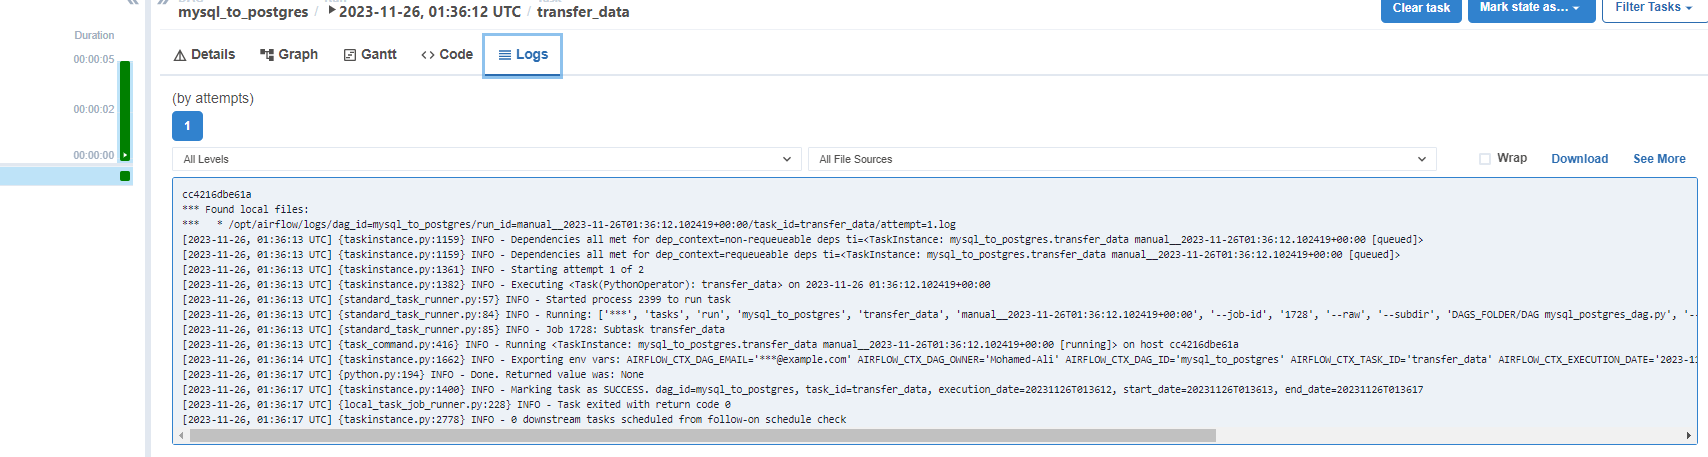 mysql_to_postgres / 2023-11-26, 01:36:12 UTC / transfer_data
Clear task
Mark state as…
Filter Tasks
Duration
00:00:05
00:00:02
00:00:00
Details
Graph
Gantt
Code
Logs
(by attempts)
1
All Levels
All File Sources
Wrap
Download
See More
cc4216dbe61a
*** Found local files:
***   * /opt/airflow/logs/dag_id=mysql_to_postgres/run_id=manual__2023-11-26T01:36:12.102419+00:00/task_id=transfer_data/attempt=1.log
[2023-11-26, 01:36:13 UTC] {taskinstance.py:1159} INFO - Dependencies all met for dep_context=non-requeueable deps ti=<TaskInstance: mysql_to_postgres.transfer_data manual__2023-11-26T01:36:12.102419+00:00 [queued]>
[2023-11-26, 01:36:13 UTC] {taskinstance.py:1159} INFO - Dependencies all met for dep_context=requeueable deps ti=<TaskInstance: mysql_to_postgres.transfer_data manual__2023-11-26T01:36:12.102419+00:00 [queued]>
[2023-11-26, 01:36:13 UTC] {taskinstance.py:1361} INFO - Starting attempt 1 of 2
[2023-11-26, 01:36:13 UTC] {taskinstance.py:1382} INFO - Executing <Task(PythonOperator): transfer_data> on 2023-11-26 01:36:12.102419+00:00
[2023-11-26, 01:36:13 UTC] {standard_task_runner.py:57} INFO - Started process 2399 to run task
[2023-11-26, 01:36:13 UTC] {standard_task_runner.py:84} INFO - Running: ['***', 'tasks', 'run', 'mysql_to_postgres', 'transfer_data', 'manual__2023-11-26T01:36:12.102419+00:00', '--job-id', '1728', '--raw', '--subdir', 'DAGS_FOLDER/DAG mysql_postgres_dag.py', '--
[2023-11-26, 01:36:13 UTC] {standard_task_runner.py:85} INFO - Job 1728: Subtask transfer_data
[2023-11-26, 01:36:13 UTC] {task_command.py:416} INFO - Running <TaskInstance: mysql_to_postgres.transfer_data manual__2023-11-26T01:36:12.102419+00:00 [running]> on host cc4216dbe61a
[2023-11-26, 01:36:14 UTC] {taskinstance.py:1662} INFO - Exporting env vars: AIRFLOW_CTX_DAG_EMAIL='***@example.com' AIRFLOW_CTX_DAG_OWNER='Mohamed-Ali' AIRFLOW_CTX_DAG_ID='mysql_to_postgres' AIRFLOW_CTX_TASK_ID='transfer_data' AIRFLOW_CTX_EXECUTION_DATE='2023-11
[2023-11-26, 01:36:17 UTC] {python.py:194} INFO - Done. Returned value was: None
[2023-11-26, 01:36:17 UTC] {taskinstance.py:1400} INFO - Marking task as SUCCESS. dag_id=mysql_to_postgres, task_id=transfer_data, execution_date=20231126T013612, start_date=20231126T013613, end_date=20231126T013617
[2023-11-26, 01:36:17 UTC] {local_task_job_runner.py:228} INFO - Task exited with return code 0
[2023-11-26, 01:36:17 UTC] {taskinstance.py:2778} INFO - 0 downstream tasks scheduled from follow-on schedule check